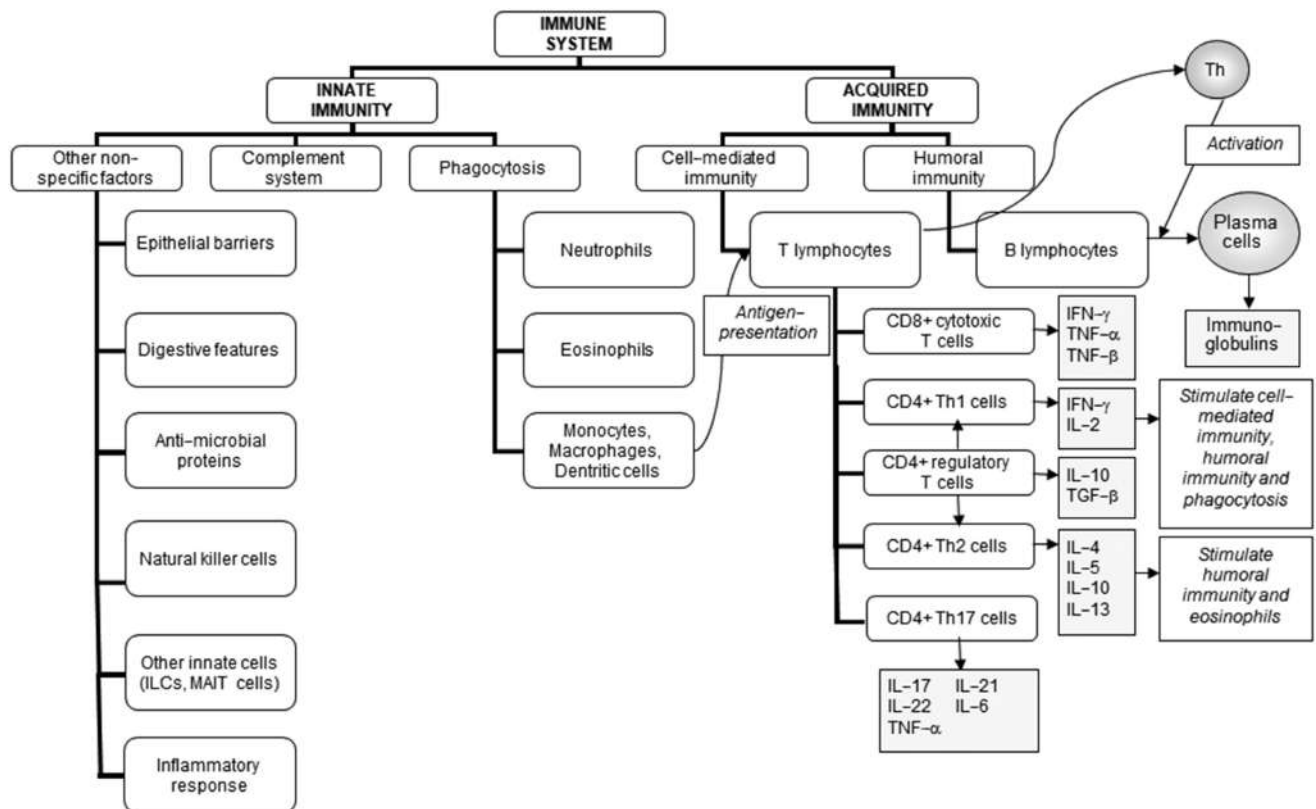 IMMUNE
SYSTEM
INNATE
IMMUNITY
ACQUIRED
IMMUNITY
Th
Activation
Other non-
specific factors
Complement
system
Phagocytosis
Cell-mediated
immunity
Humoral
immunity
Epithelial barriers
Digestive features
Anti-microbial
proteins
Natural killer cells
Other innate cells
(ILCs, MAIT cells)
Inflammatory
response
Neutrophils
Eosinophils
Monocytes,
Macrophages,
Dentritic cells
Antigen-
presentation
T lymphocytes
B lymphocytes
Plasma
cells
Immuno-
globulins
CD8+ cytotoxic
T cells
IFN-γ
TNF-α
TNF-β
CD4+ Th1 cells
IFN-γ
IL-2
Stimulate cell-
mediated
immunity,
humoral
immunity and
phagocytosis
CD4+ regulatory
T cells
IL-10
TGF-β
CD4+ Th2 cells
IL-4
IL-5
IL-10
IL-13
Stimulate
humoral
immunity and
eosinophils
CD4+ Th17 cells
IL-17 IL-21
IL-22 IL-6
TNF-α